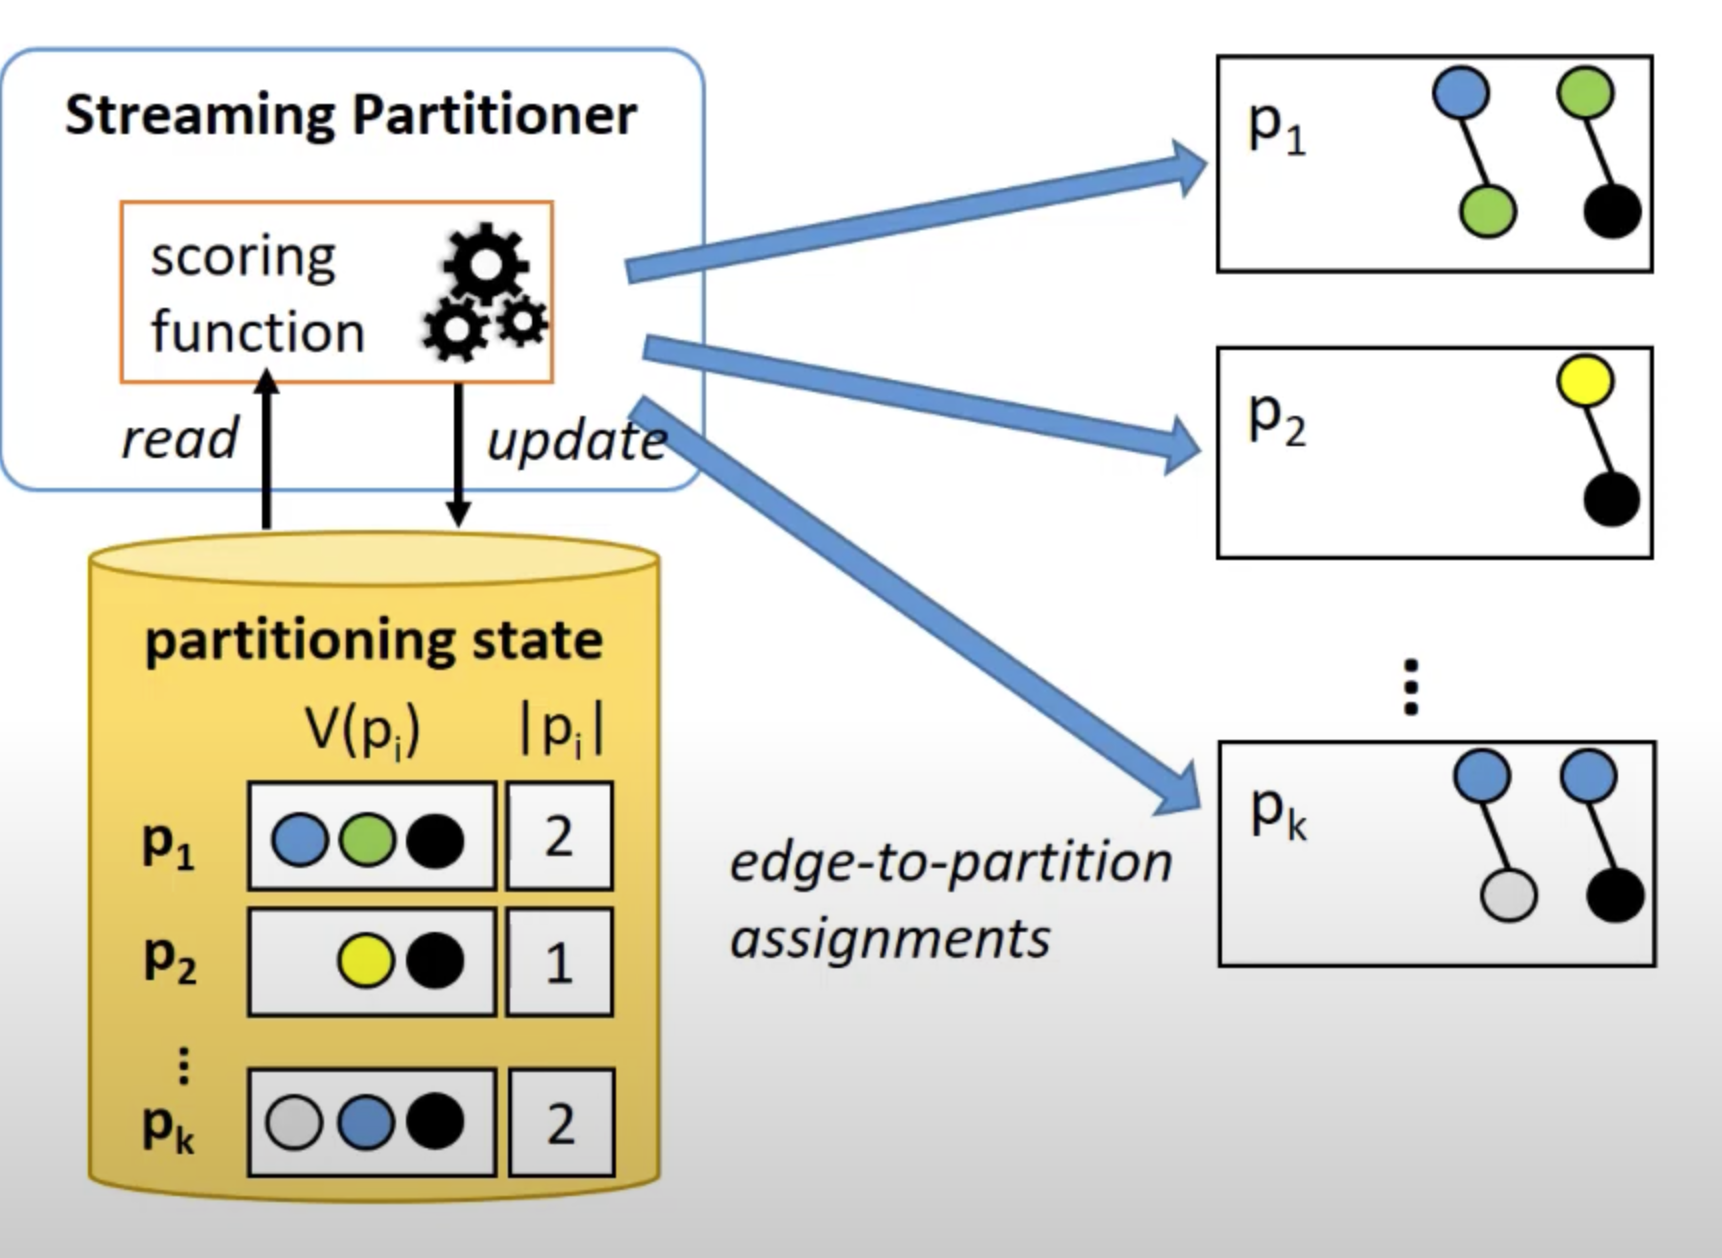 Streaming Partitioner
scoring
function
read
update
partitioning state
V(pᵢ) |pᵢ|
p₁ 2
p₂ 1
⋮
pₖ 2
edge-to-partition
assignments
p₁
p₂
⋮
pₖ